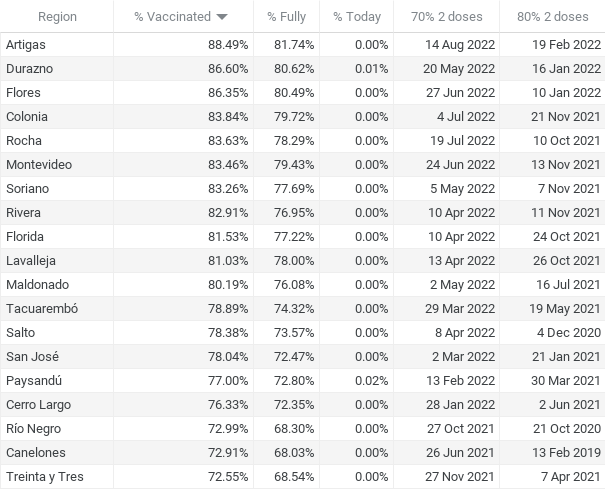 Region % Vaccinated % Fully % Today 70% 2 doses 80% 2 doses
Artigas 88.49% 81.74% 0.00% 14 Aug 2022 19 Feb 2022
Durazno 86.60% 80.62% 0.01% 20 May 2022 16 Jan 2022
Flores 86.35% 80.49% 0.00% 27 Jun 2022 10 Jan 2022
Colonia 83.84% 79.72% 0.00% 4 Jul 2022 21 Nov 2021
Rocha 83.63% 78.29% 0.00% 19 Jul 2022 10 Oct 2021
Montevideo 83.46% 79.43% 0.00% 24 Jun 2022 13 Nov 2021
Soriano 83.26% 77.69% 0.00% 5 May 2022 7 Nov 2021
Rivera 82.91% 76.95% 0.00% 10 Apr 2022 11 Nov 2021
Florida 81.53% 77.22% 0.00% 10 Apr 2022 24 Oct 2021
Lavalleja 81.03% 78.00% 0.00% 13 Apr 2022 26 Oct 2021
Maldonado 80.19% 76.08% 0.00% 2 May 2022 16 Jul 2021
Tacuarembó 78.89% 74.32% 0.00% 29 Mar 2022 19 May 2021
Salto 78.38% 73.57% 0.00% 8 Apr 2022 4 Dec 2020
San José 78.04% 72.47% 0.00% 2 Mar 2022 21 Jan 2021
Paysandú 77.00% 72.80% 0.02% 13 Feb 2022 30 Mar 2021
Cerro Largo 76.33% 72.35% 0.00% 28 Jan 2022 2 Jun 2021
Río Negro 72.99% 68.30% 0.00% 27 Oct 2021 21 Oct 2020
Canelones 72.91% 68.03% 0.00% 26 Jun 2021 13 Feb 2019
Treinta y Tres 72.55% 68.54% 0.00% 27 Nov 2021 7 Apr 2021